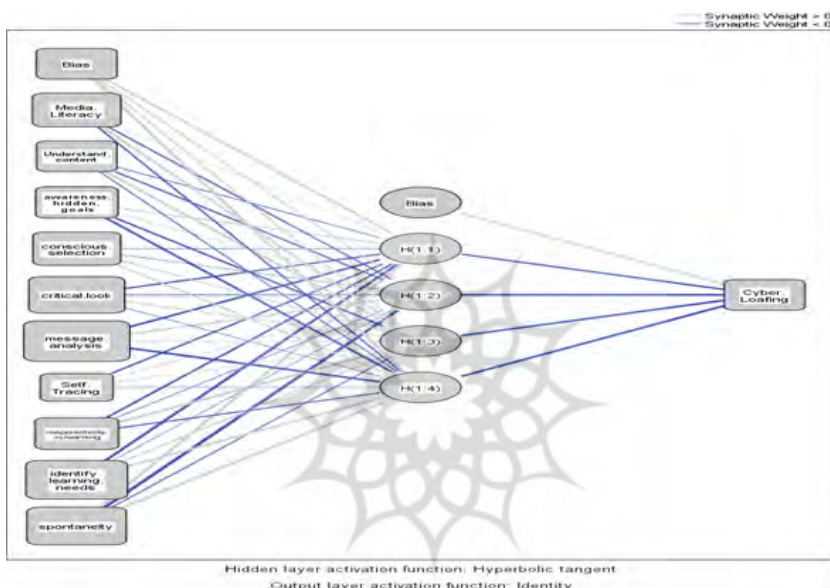 Synaptic Weight > 0
Synaptic Weight < 0
Bias
Media.
Literacy
Understand.
content
awareness.
hidden.
goals
conscious.
selection
critical.look
message.
analysis
Self.
Tracing
identify.
learning.
needs
spontaneity
Bias
H(1:1)
H(1:2)
H(1:3)
H(1:4)
Cyber.
Loafing
Hidden layer activation function: Hyperbolic tangent
Output layer activation function: Identity